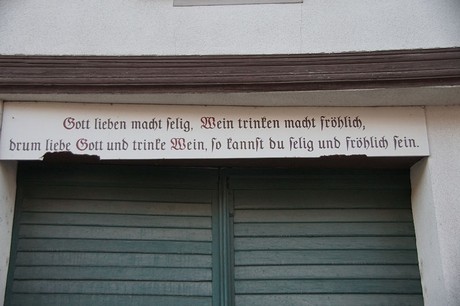 Gott lieben macht selig, Wein trinken macht fröhlich,
drum liebe Gott und trinke Wein, so kannst du selig und fröhlich sein.